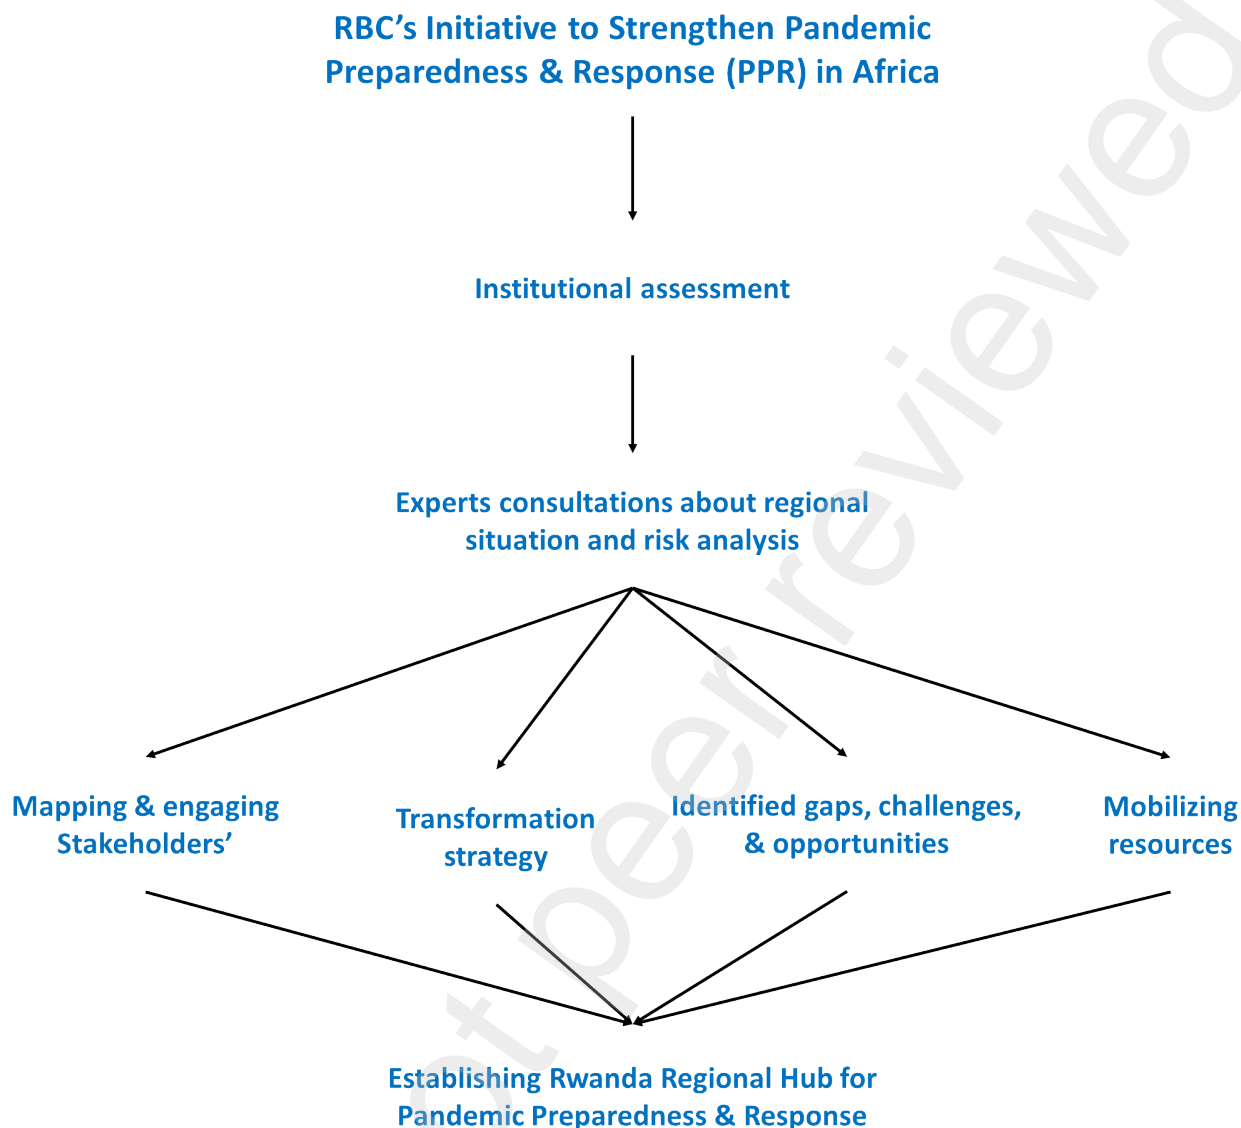 RBC's Initiative to Strengthen Pandemic
Preparedness & Response (PPR) in Africa
Institutional assessment
Experts consultations about regional
situation and risk analysis
Mapping & engaging
Stakeholders'
Transformation
strategy
Identified gaps, challenges,
& opportunities
Mobilizing
resources
Establishing Rwanda Regional Hub for
Pandemic Preparedness & Response
ot peer reviewed